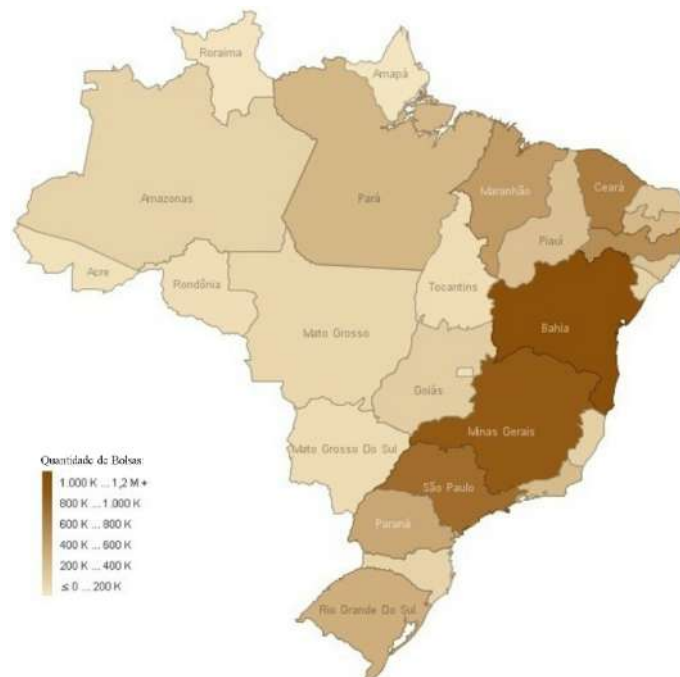 Roraima
Amapá
Amazonas
Pará
Maranhão
Ceará
Piauí
Acre
Rondônia
Tocantins
Mato Grosso
Bahia
Goiás
Minas Gerais
Mato Grosso Do Sul
São Paulo
Paraná
Rio Grande Do Sul
Quantidade de Bolsas
1.000 K ... 1,2 M +
800 K ... 1.000 K
600 K ... 800 K
400 K ... 600 K
200 K ... 400 K
≤ 0 ... 200 K